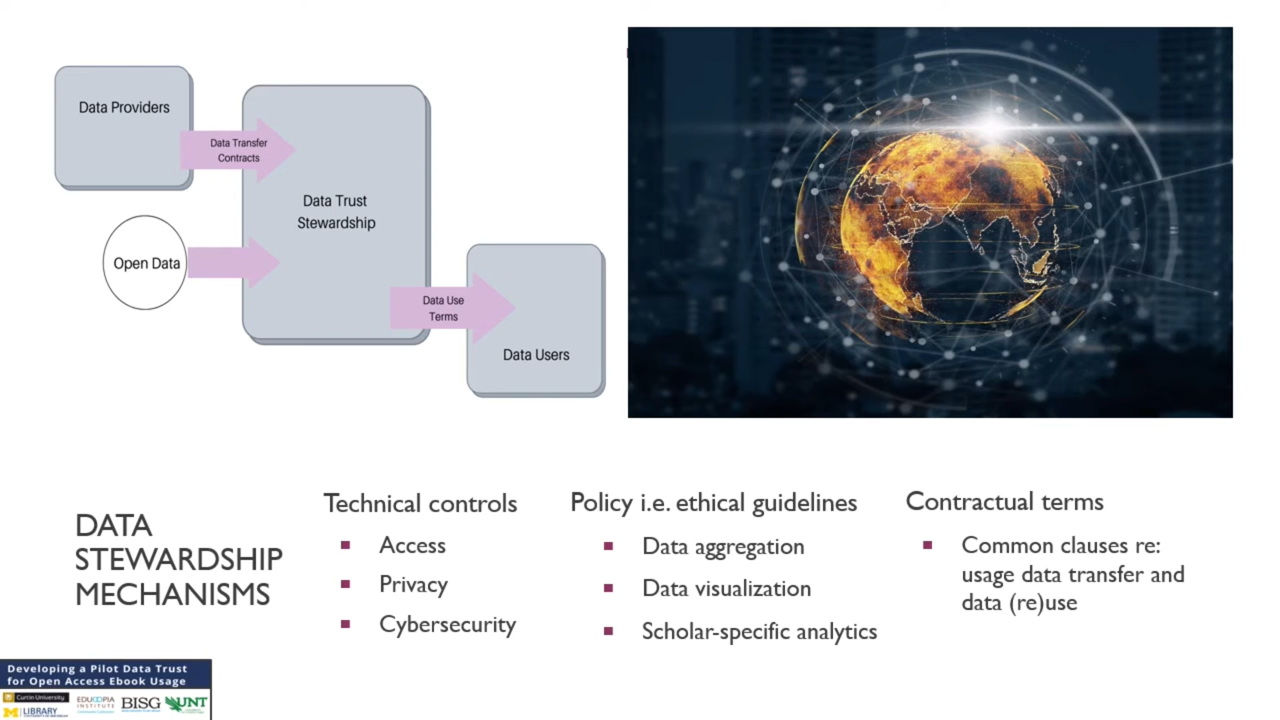 Data Providers
Data Transfer
Contracts
Data Trust
Stewardship
Open Data
Data Use
Terms
Data Users
DATA
STEWARDSHIP
MECHANISMS
Technical controls
Access
Privacy
Cybersecurity
Policy i.e. ethical guidelines
Data aggregation
Data visualization
Scholar-specific analytics
Contractual terms
Common clauses re:
usage data transfer and
data (re)use
Developing a Pilot Data Trust
for Open Access Ebook Usage
Curtin University
EDUCOPIA
INSTITUTE
BISG
UNT
M LIBRARY